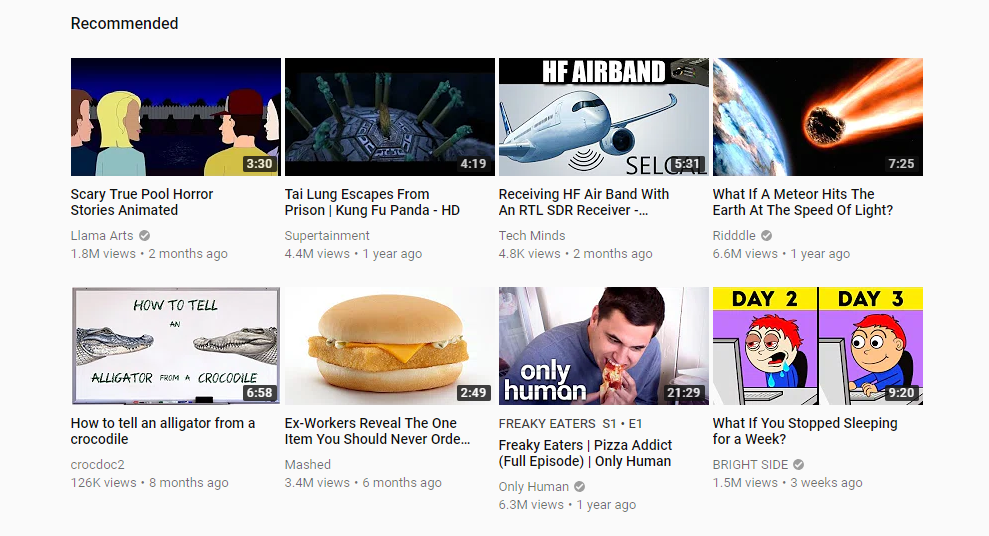 Recommended
HF AIRBAND
SELCAL
3:30
4:19
5:31
7:25
Scary True Pool Horror
Stories Animated
Llama Arts
1.8M views • 2 months ago
Tai Lung Escapes From
Prison | Kung Fu Panda - HD
Supertainment
4.4M views • 1 year ago
Receiving HF Air Band With
An RTL SDR Receiver -...
Tech Minds
4.8K views • 2 months ago
What If A Meteor Hits The
Earth At The Speed Of Light?
Ridddle
6.6M views • 1 year ago
HOW TO TELL
AN
ALLIGATOR FROM A CROCODILE
6:58
2:49
only
human
21:29
DAY 2
DAY 3
9:20
How to tell an alligator from a
crocodile
crocdoc2
126K views • 8 months ago
Ex-Workers Reveal The One
Item You Should Never Orde...
Mashed
3.4M views • 6 months ago
FREAKY EATERS S1 • E1
Freaky Eaters | Pizza Addict
(Full Episode) | Only Human
Only Human
6.3M views • 1 year ago
What If You Stopped Sleeping
for a Week?
BRIGHT SIDE
1.5M views • 3 weeks ago